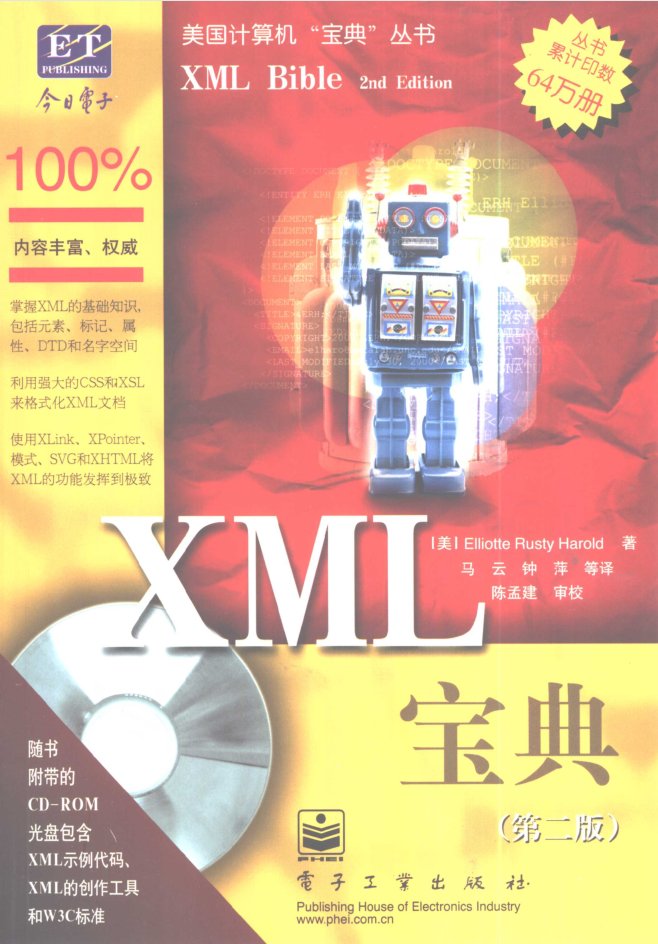 ET
PUBLISHING
今日電子
美国计算机“宝典”丛书
XML Bible 2nd Edition
丛书
累计印数
64万册
100%
内容丰富、权威
掌握XML的基础知识,
包括元素、标记、属
性、DTD和名字空间
利用强大的CSS和XSL
来格式化XML文档
使用XLink、XPointer、
模式、SVG和XHTML将
XML的功能发挥到极致
XML
[美] Elliotte Rusty Harold 著
马 云 钟 萍 等译
陈孟建 审校
宝典
(第二版)
随书
附带的
CD-ROM
光盘包含
XML示例代码、
XML的创作工具
和W3C标准
PHEI
電子工業出版社.
Publishing House of Electronics Industry
www.phei.com.cn